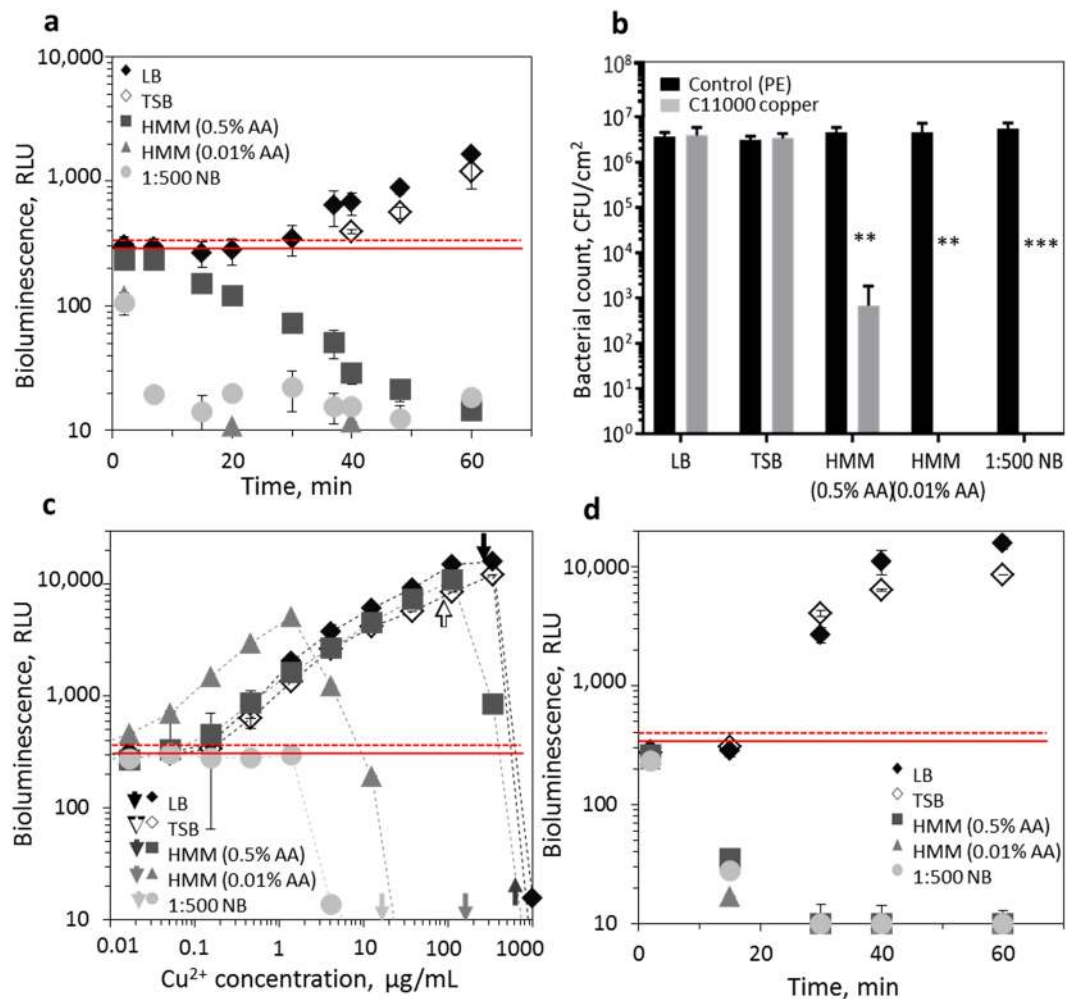 a
10,000
1,000
100
10
Bioluminescence, RLU
LB
TSB
HMM (0.5% AA)
HMM (0.01% AA)
1:500 NB
0 20 40 60
Time, min
b
10⁸
10⁷
10⁶
10⁵
10⁴
10³
10²
10¹
10⁰
Bacterial count, CFU/cm²
Control (PE)
C11000 copper
** ** ***
LB TSB HMM HMM 1:500 NB
(0.5% AA) (0.01% AA)
c
10,000
1,000
100
10
Bioluminescence, RLU
LB
TSB
HMM (0.5% AA)
HMM (0.01% AA)
1:500 NB
0.01 0.1 1 10 100 1000
Cu²⁺ concentration, µg/mL
d
10,000
1,000
100
10
Bioluminescence, RLU
LB
TSB
HMM (0.5% AA)
HMM (0.01% AA)
1:500 NB
0 20 40 60
Time, min